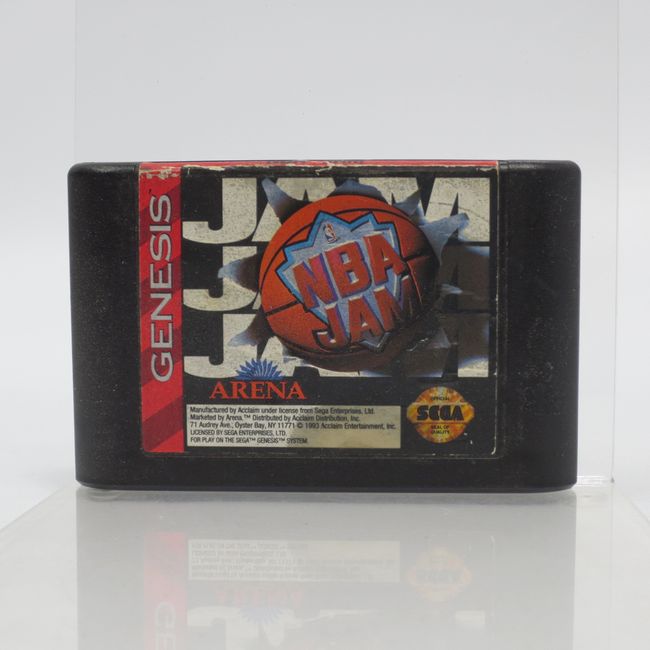 GENESIS
JAM
JAM
JAM
NBA
JAM
ARENA
Manufactured by Acclaim under license from Sega Enterprises, Ltd.
Marketed by Arena.™ Distributed by Acclaim Distribution, Inc.
71 Audrey Ave., Oyster Bay, NY 11771 © 1993 Acclaim Entertainment, Inc.
LICENSED BY SEGA ENTERPRISES, LTD.
FOR PLAY ON THE SEGA™ GENESIS™ SYSTEM.
OFFICIAL
SEGA
SEAL OF
QUALITY